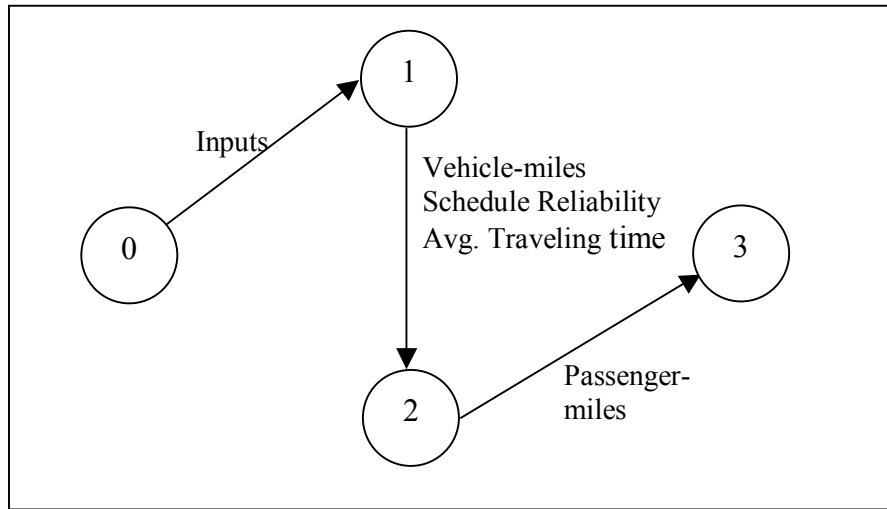 1
Inputs
Vehicle-miles
Schedule Reliability
Avg. Traveling time
0
3
Passenger-
miles
2